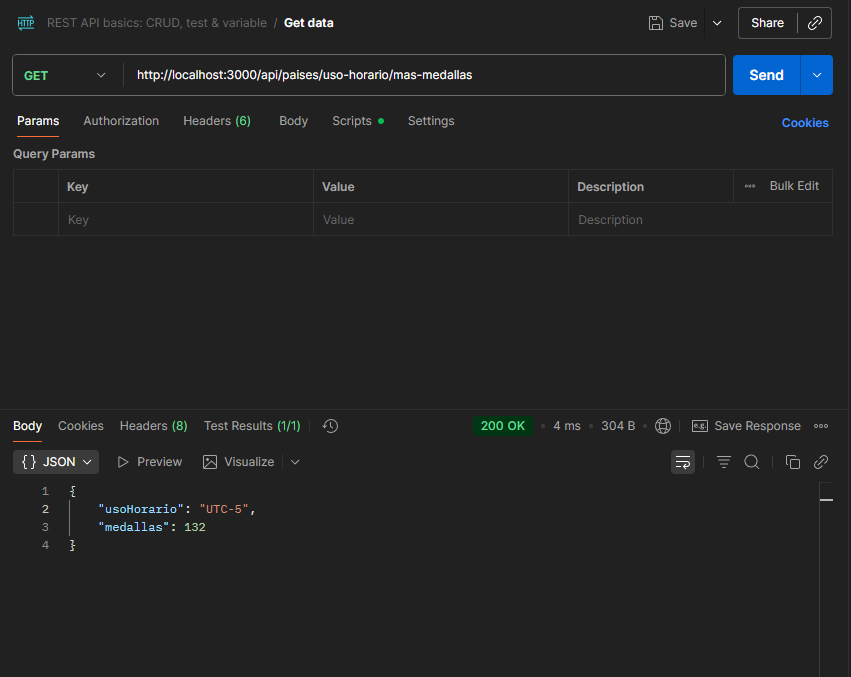 HTTP REST API basics: CRUD, test & variable / Get data Save Share
GET http://localhost:3000/api/paises/uso-horario/mas-medallas Send
Params Authorization Headers (6) Body Scripts Settings Cookies
Query Params
Key Value Description Bulk Edit
Key Value Description
Body Cookies Headers (8) Test Results (1/1) 200 OK 4 ms 304 B e.g. Save Response
{} JSON Preview Visualize
1 {
2 "usoHorario": "UTC-5",
3 "medallas": 132
4 }